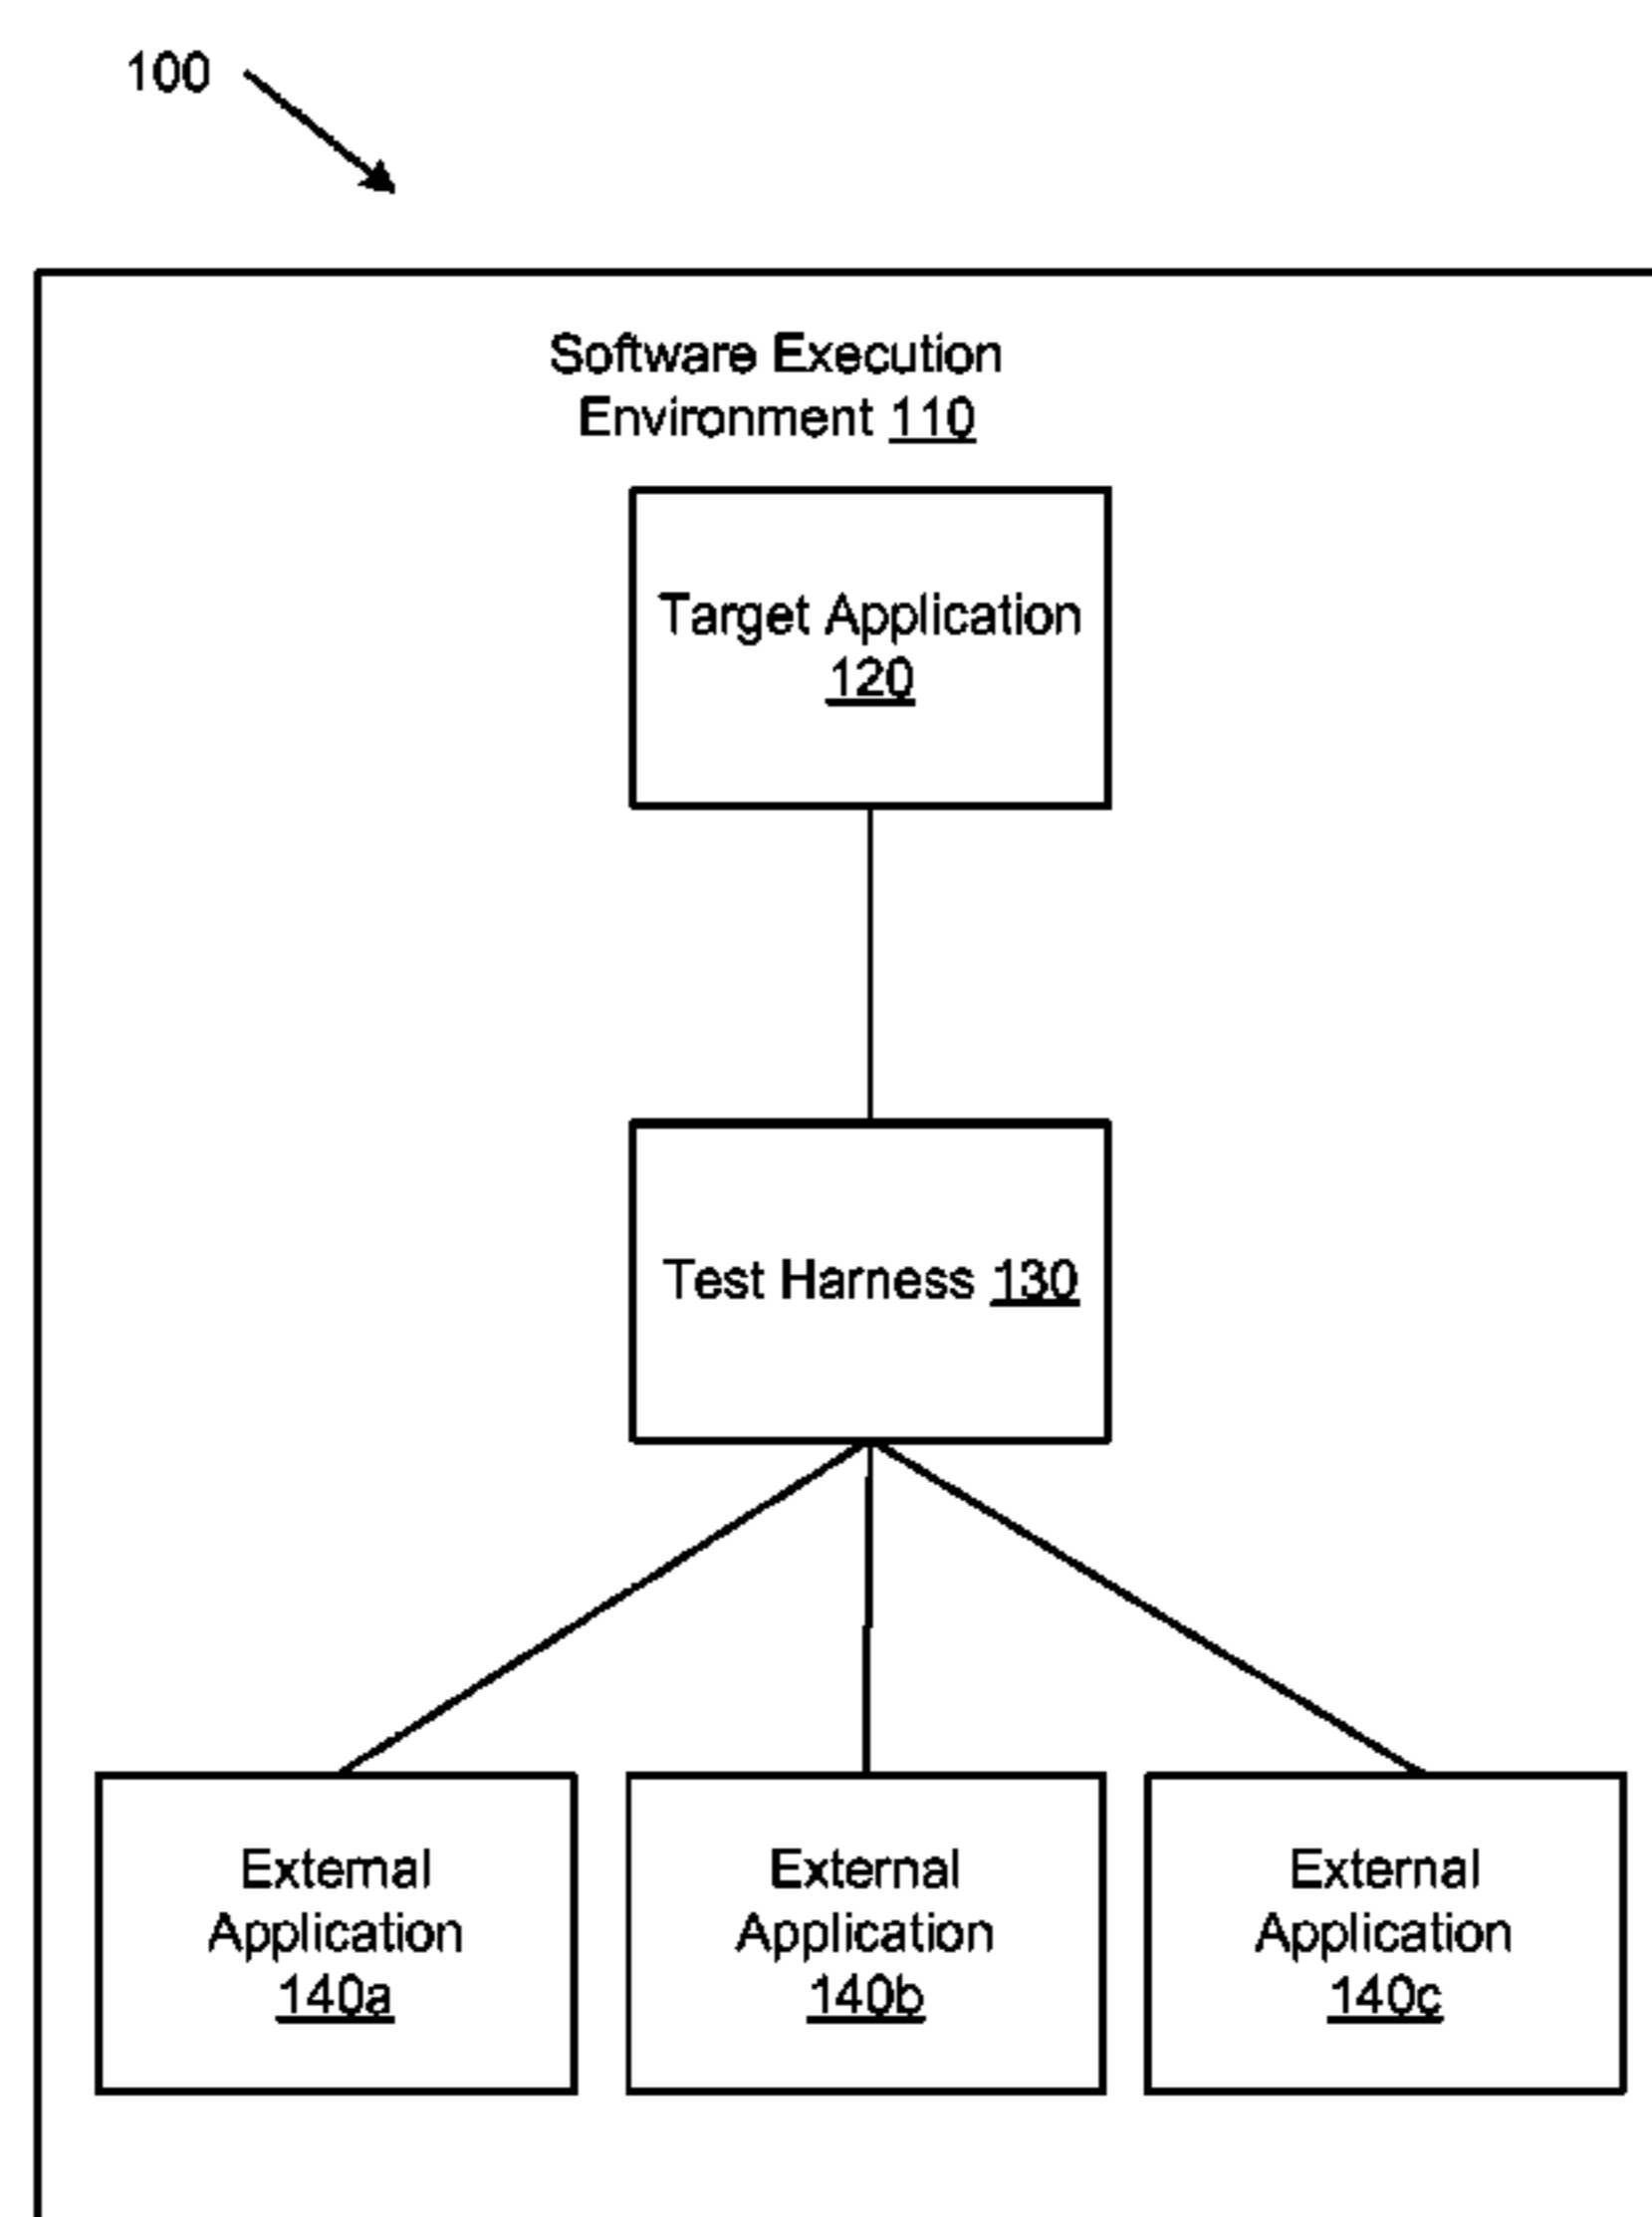 100
Software Execution
Environment 110
Target Application
120
Test Harness 130
External
Application
140a
External
Application
140b
External
Application
140c